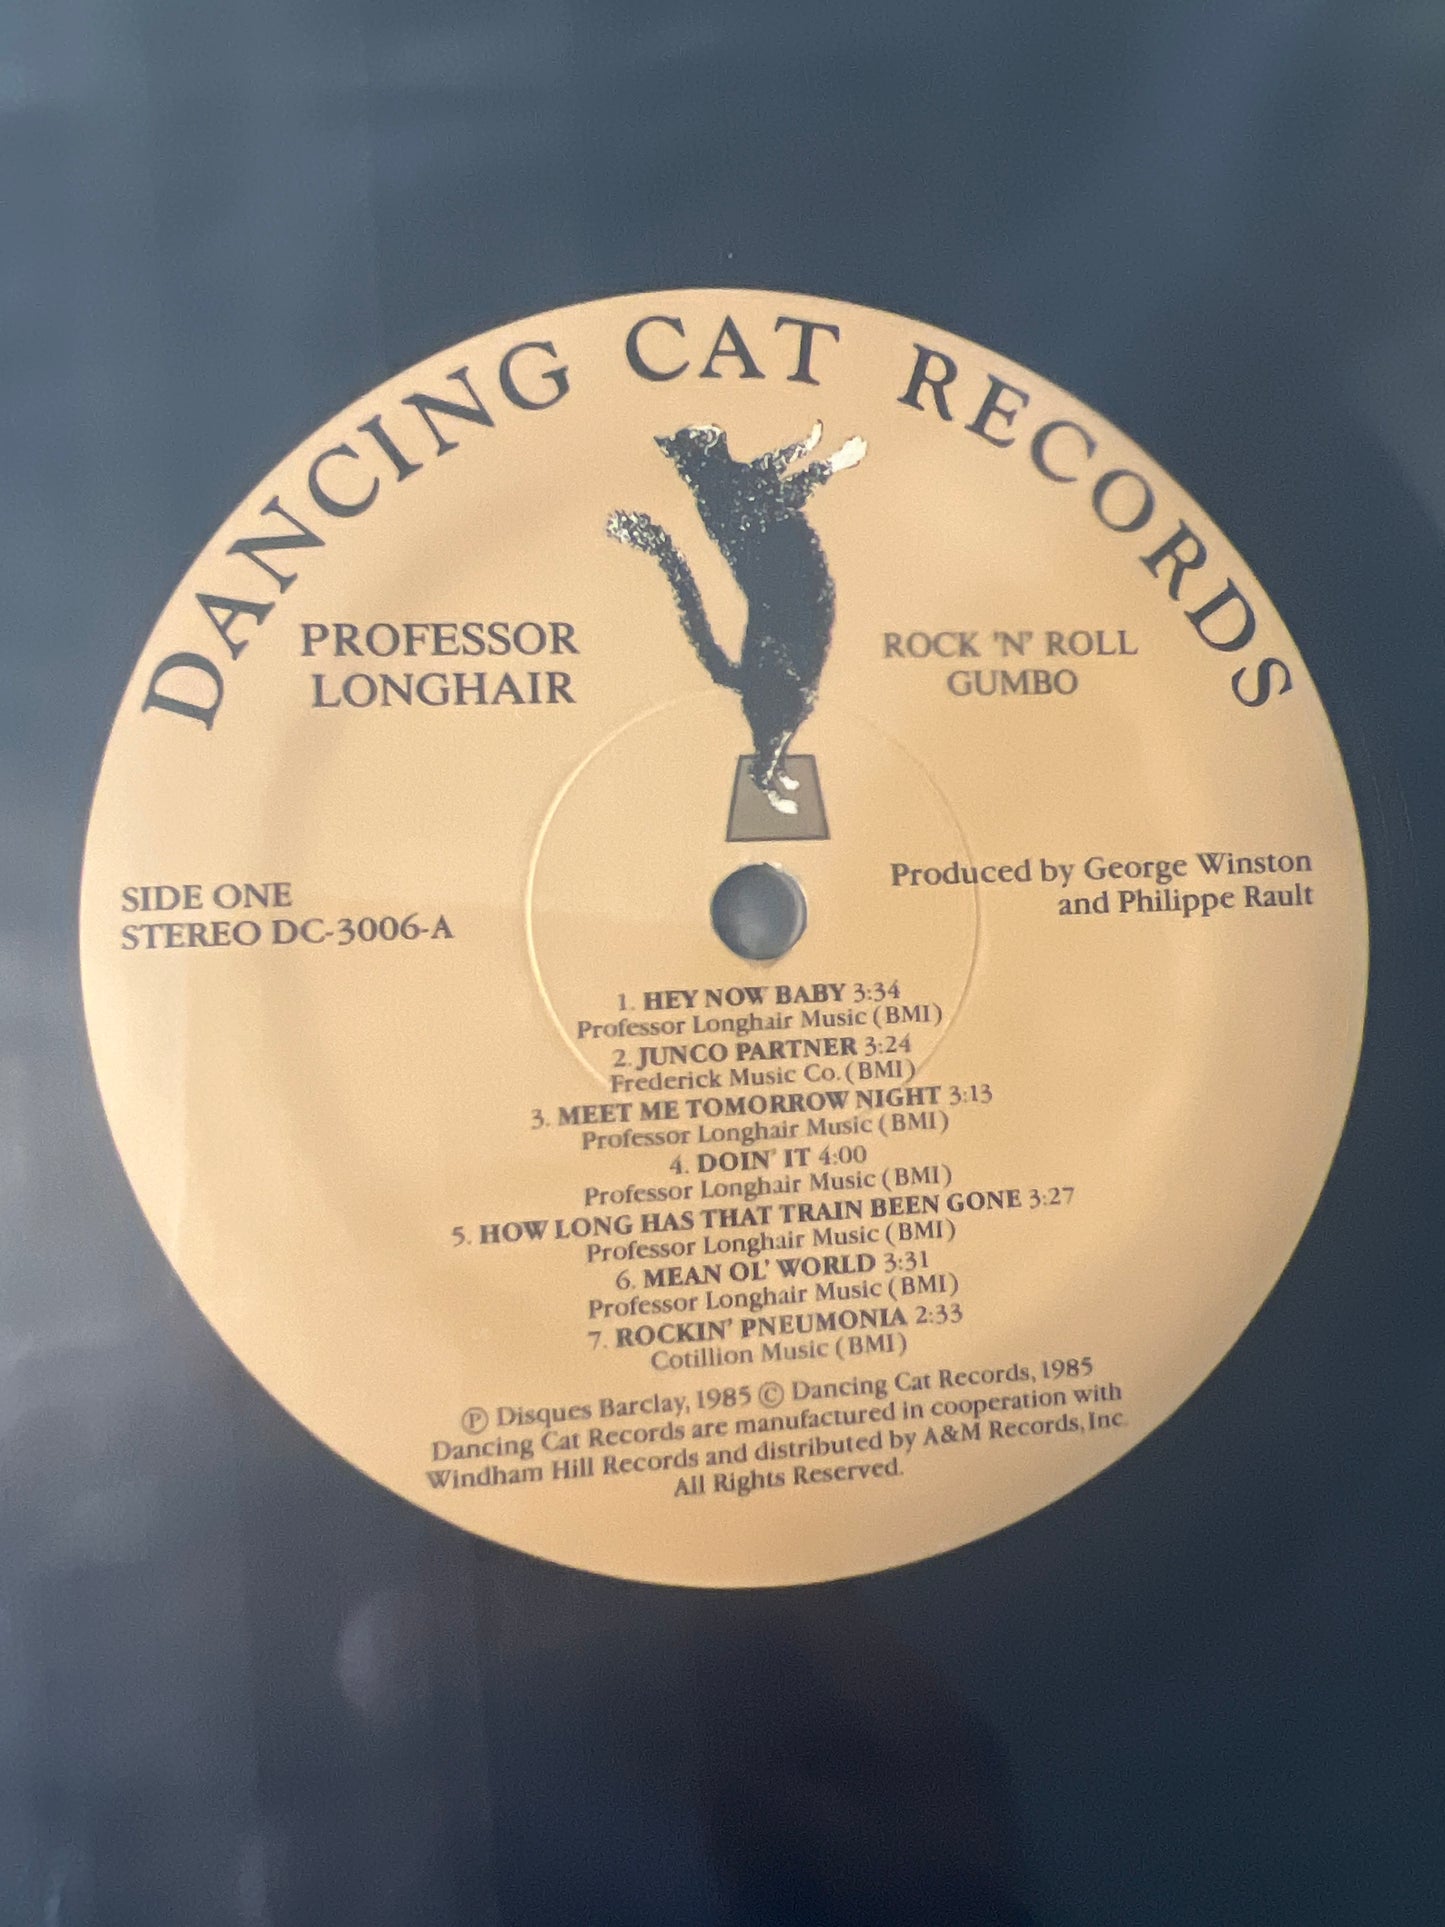 DANCING CAT RECORDS
PROFESSOR
LONGHAIR
ROCK 'N' ROLL
GUMBO
SIDE ONE
STEREO DC-3006-A
Produced by George Winston
and Philippe Rault
1. HEY NOW BABY 3:34
Professor Longhair Music (BMI)
2. JUNCO PARTNER 3:24
Frederick Music Co. (BMI)
3. MEET ME TOMORROW NIGHT 3:13
Professor Longhair Music (BMI)
4. DOIN' IT 4:00
Professor Longhair Music (BMI)
5. HOW LONG HAS THAT TRAIN BEEN GONE 3:27
Professor Longhair Music (BMI)
6. MEAN OL' WORLD 3:31
Professor Longhair Music (BMI)
7. ROCKIN' PNEUMONIA 2:33
Cotillion Music (BMI)
Ⓟ Disques Barclay, 1985 © Dancing Cat Records, 1985
Dancing Cat Records are manufactured in cooperation with
Windham Hill Records and distributed by A&M Records, Inc.
All Rights Reserved.